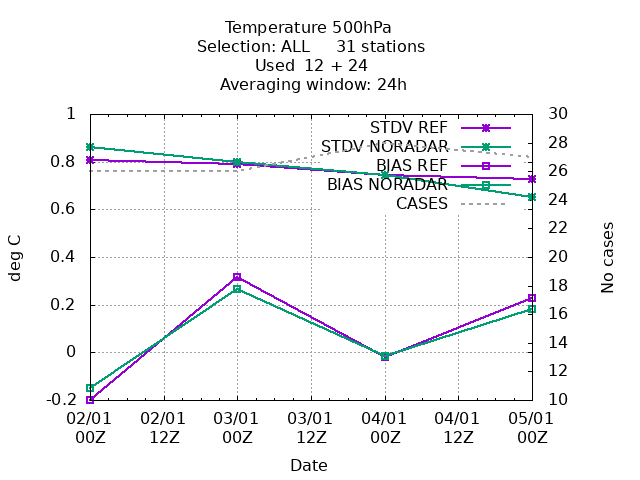 Temperature 500hPa
Selection: ALL 31 stations
Used 12 + 24
Averaging window: 24h
1
0.8
0.6
0.4
0.2
0
-0.2
deg C
30
28
26
24
22
20
18
16
14
12
10
No cases
STDV REF
STDV NORADAR
BIAS REF
BIAS NORADAR
CASES
02/01 02/01 03/01 03/01 04/01 04/01 05/01
00Z 12Z 00Z 12Z 00Z 12Z 00Z
Date